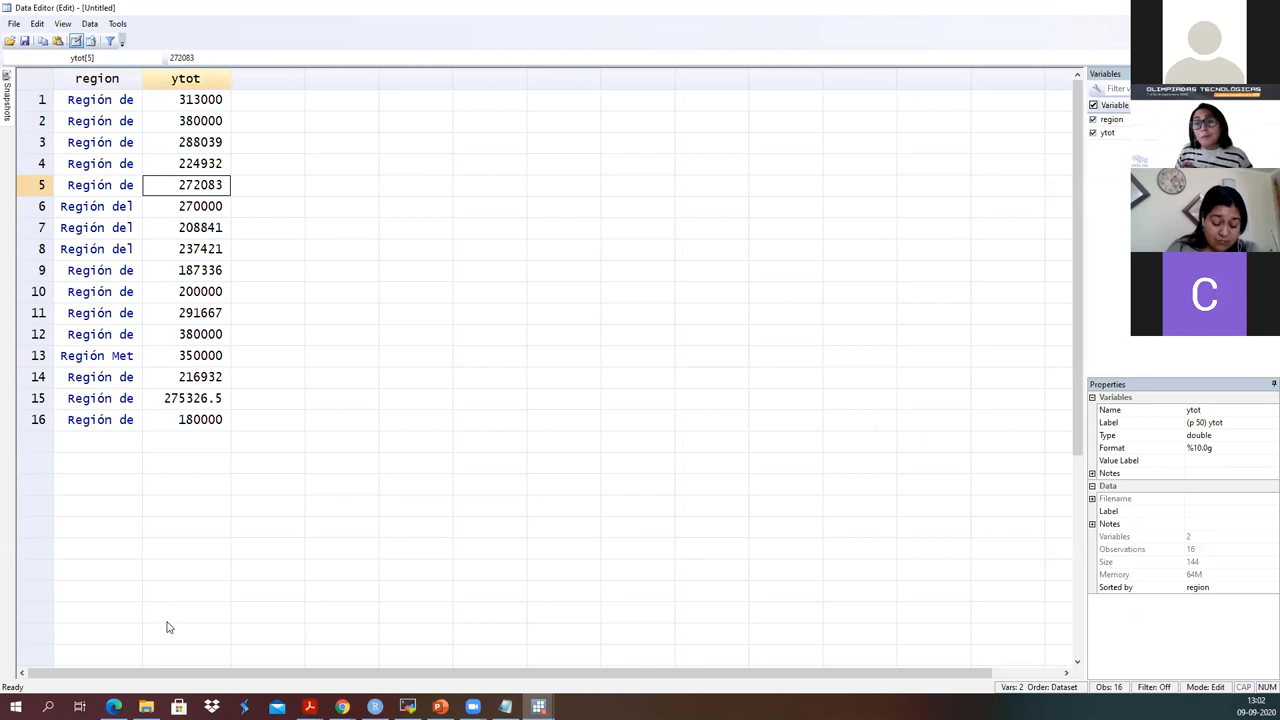 Data Editor (Edit) - [Untitled]
File Edit View Data Tools
ytot[5] 272083
Snapshots
region ytot
1 Región de 313000
2 Región de 380000
3 Región de 288039
4 Región de 224932
5 Región de 272083
6 Región del 270000
7 Región del 208841
8 Región del 237421
9 Región de 187336
10 Región de 200000
11 Región de 291667
12 Región de 380000
13 Región Met 350000
14 Región de 216932
15 Región de 275326.5
16 Región de 180000
Variables
Filter v
Variable
region
ytot
OLIMPIADAS TECNOLÓGICAS
C
Properties
Variables
Name ytot
Label (p 50) ytot
Type double
Format %10.0g
Value Label
Notes
Data
Filename
Label
Notes
Variables 2
Observations 16
Size 144
Memory 64M
Sorted by region
Ready Vars: 2 Order: Dataset Obs: 16 Filter: Off Mode: Edit CAP NUM
13:02
09-09-2020